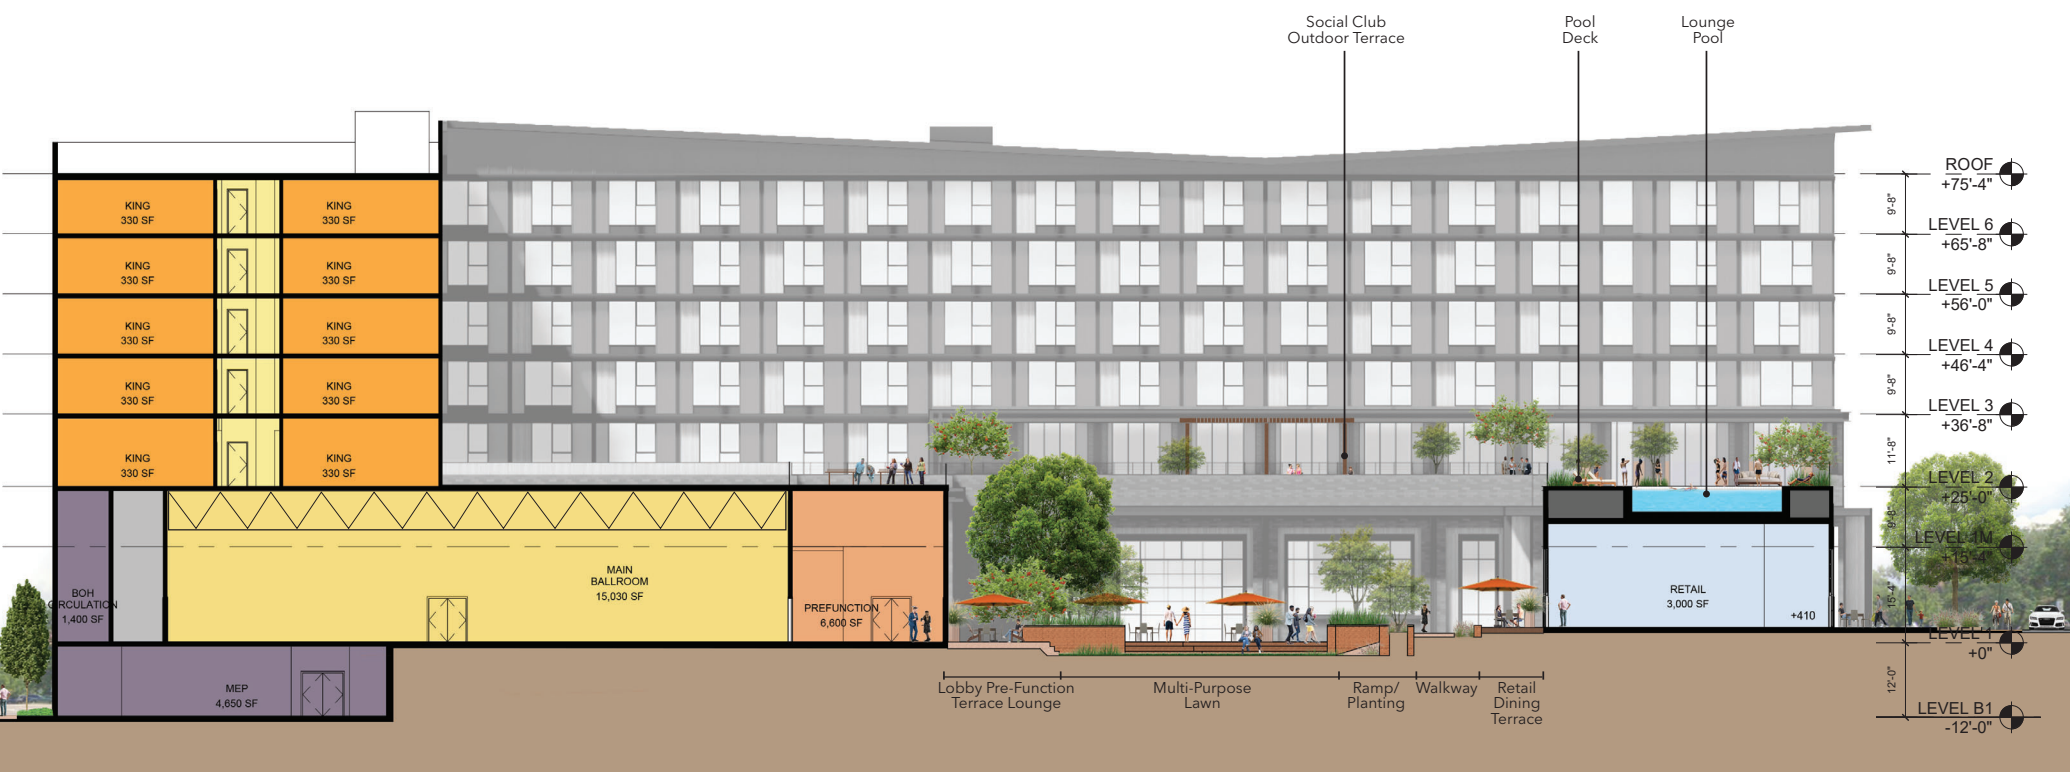 Social Club
Outdoor Terrace
Pool
Deck
Lounge
Pool
ROOF
+75'-4"
9'-8"
KING
330 SF
KING
330 SF
LEVEL 6
+65'-8"
9'-8"
KING
330 SF
KING
330 SF
LEVEL 5
+56'-0"
9'-8"
KING
330 SF
KING
330 SF
LEVEL 4
+46'-4"
9'-8"
KING
330 SF
KING
330 SF
LEVEL 3
+36'-8"
11'-8"
KING
330 SF
KING
330 SF
LEVEL 2
+25'-0"
9'-8"
LEVEL 1M
+15'-4"
15'-4"
BOH
CIRCULATION
1,400 SF
MAIN
BALLROOM
15,030 SF
PREFUNCTION
6,600 SF
RETAIL
3,000 SF
+410
LEVEL 1
+0"
12'-0"
MEP
4,650 SF
Lobby Pre-Function
Terrace Lounge
Multi-Purpose
Lawn
Ramp/
Planting
Walkway
Retail
Dining
Terrace
LEVEL B1
-12'-0"